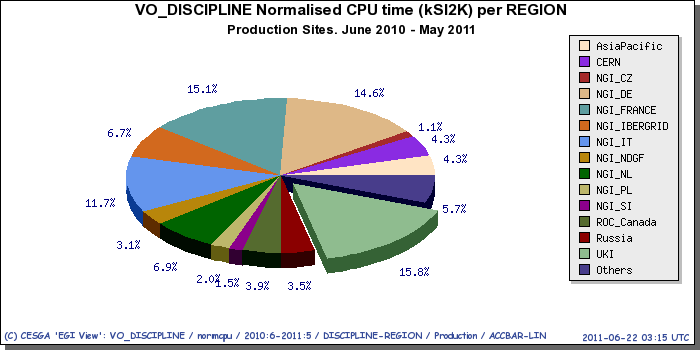 VO_DISCIPLINE Normalised CPU time (kSI2K) per REGION
Production Sites. June 2010 - May 2011
AsiaPacific
CERN
NGI_CZ
NGI_DE
NGI_FRANCE
NGI_IBERGRID
NGI_IT
NGI_NDGF
NGI_NL
NGI_PL
NGI_SI
ROC_Canada
Russia
UKI
Others
15.1%
14.6%
1.1%
4.3%
4.3%
6.7%
11.7%
3.1%
6.9%
2.0%
1.5%
3.9%
3.5%
15.8%
5.7%
(C) CESGA 'EGI View': VO_DISCIPLINE / normcpu / 2010:6-2011:5 / DISCIPLINE-REGION / Production / ACCBAR-LIN
2011-06-22 03:15 UTC